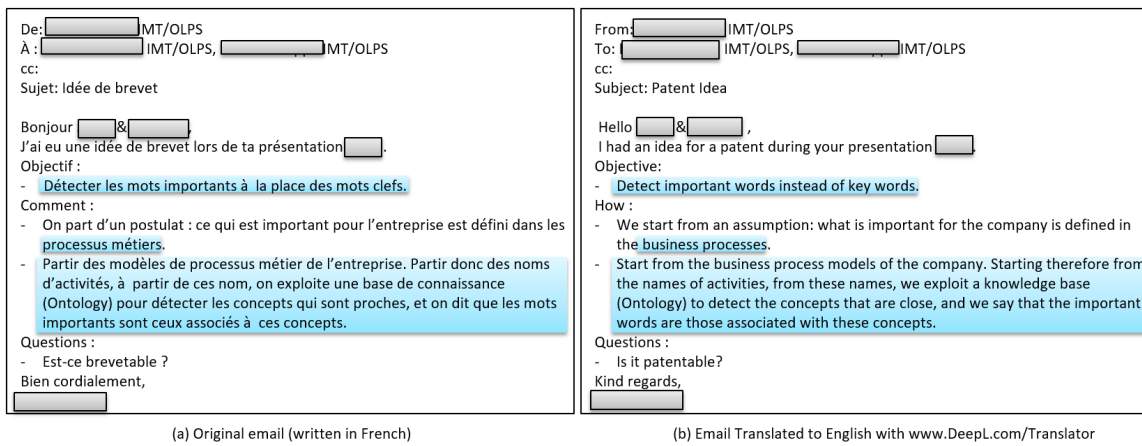 De: IMT/OLPS
À : IMT/OLPS, IMT/OLPS
cc:
Sujet: Idée de brevet
Bonjour & ,
J'ai eu une idée de brevet lors de ta présentation .
Objectif :
- Détecter les mots importants à la place des mots clefs.
Comment :
- On part d'un postulat : ce qui est important pour l'entreprise est défini dans les
processus métiers.
- Partir des modèles de processus métier de l'entreprise. Partir donc des noms
d'activités, à partir de ces nom, on exploite une base de connaissance
(Ontology) pour détecter les concepts qui sont proches, et on dit que les mots
importants sont ceux associés à ces concepts.
Questions :
- Est-ce brevetable ?
Bien cordialement,
(a) Original email (written in French)
From: IMT/OLPS
To: IMT/OLPS, IMT/OLPS
cc:
Subject: Patent Idea
Hello & ,
I had an idea for a patent during your presentation .
Objective:
- Detect important words instead of key words.
How :
- We start from an assumption: what is important for the company is defined in
the business processes.
- Start from the business process models of the company. Starting therefore from
the names of activities, from these names, we exploit a knowledge base
(Ontology) to detect the concepts that are close, and we say that the important
words are those associated with these concepts.
Questions :
- Is it patentable?
Kind regards,
(b) Email Translated to English with www.DeepL.com/Translator